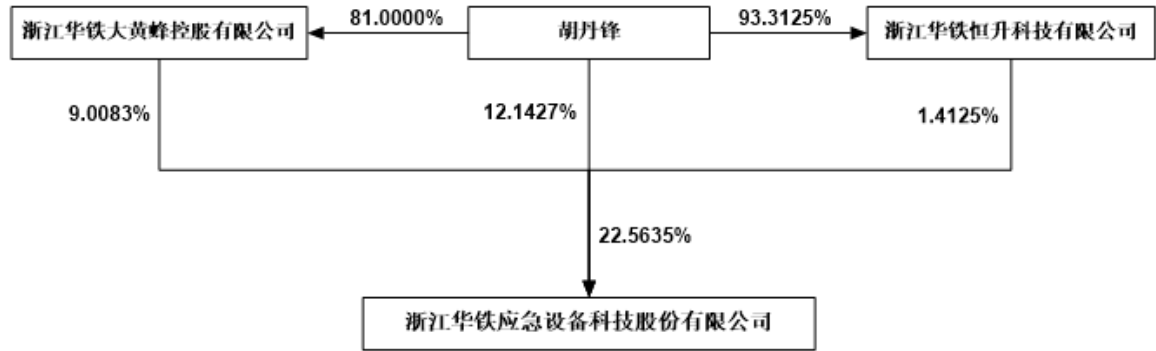 81.0000%
93.3125%
浙江华铁大黄蜂控股有限公司
胡丹锋
浙江华铁恒升科技有限公司
9.0083%
12.1427%
1.4125%
22.5635%
浙江华铁应急设备科技股份有限公司